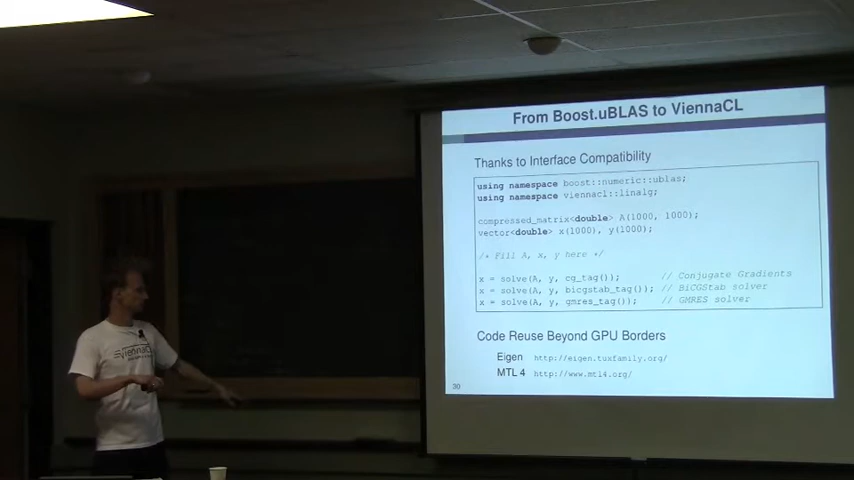 From Boost.uBLAS to ViennaCL
Thanks to Interface Compatibility
using namespace boost::numeric::ublas;
using namespace viennacl::linalg;
compressed_matrix<double> A(1000, 1000);
vector<double> x(1000), y(1000);
/* Fill A, x, y here */
x = solve(A, y, cg_tag()); // Conjugate Gradients
x = solve(A, y, bicgstab_tag()); // BiCGStab solver
x = solve(A, y, gmres_tag()); // GMRES solver
Code Reuse Beyond GPU Borders
Eigen http://eigen.tuxfamily.org/
MTL 4 http://www.mtl4.org/
30
ViennaCL